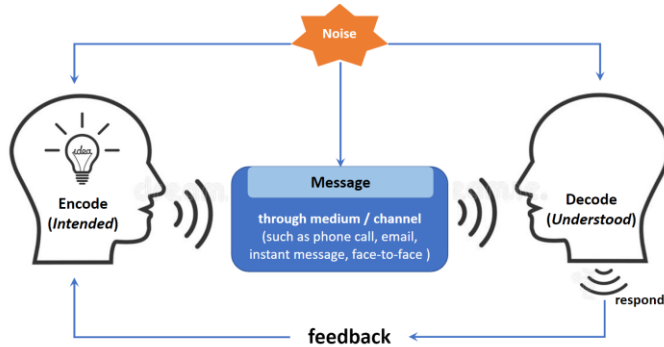 Noise
idea
Encode
(Intended)
Message
through medium / channel
(such as phone call, email,
instant message, face-to-face )
Decode
(Understood)
respond
feedback